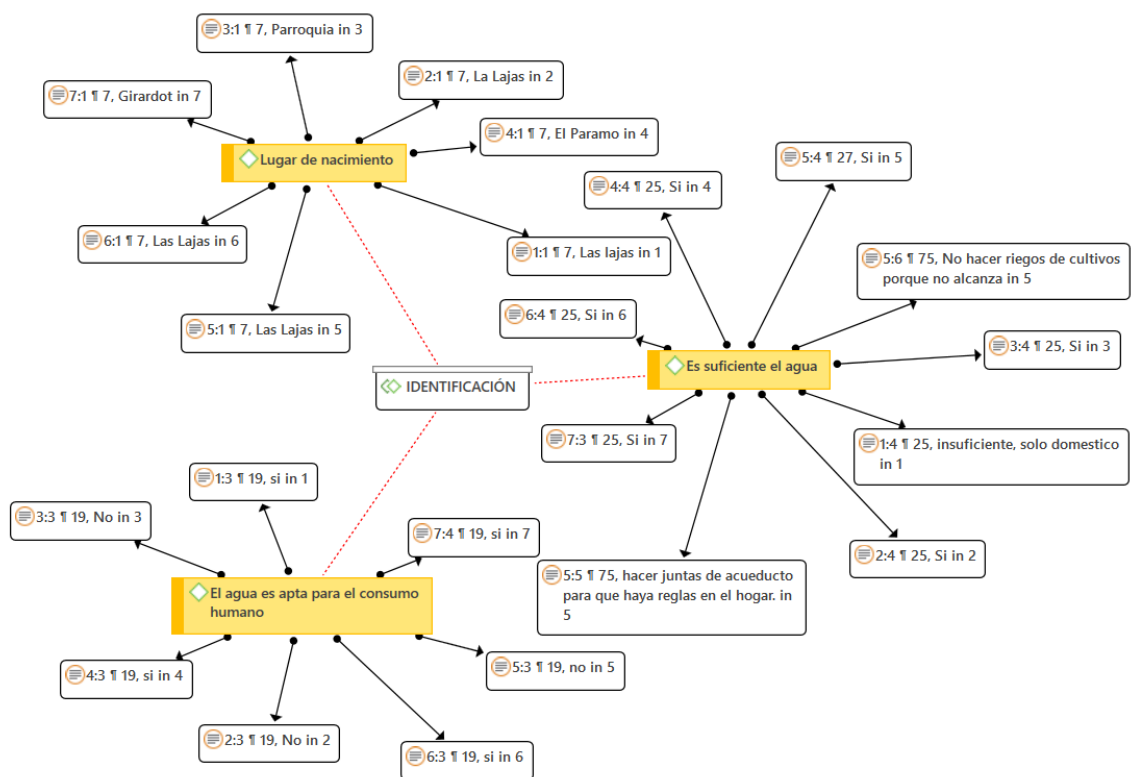 3:1 ¶ 7, Parroquia in 3
2:1 ¶ 7, La Lajas in 2
7:1 ¶ 7, Girardot in 7
4:1 ¶ 7, El Paramo in 4
Lugar de nacimiento
6:1 ¶ 7, Las Lajas in 6
1:1 ¶ 7, Las lajas in 1
5:1 ¶ 7, Las Lajas in 5
5:4 ¶ 27, Si in 5
4:4 ¶ 25, Si in 4
5:6 ¶ 75, No hacer riegos de cultivos
porque no alcanza in 5
6:4 ¶ 25, Si in 6
3:4 ¶ 25, Si in 3
Es suficiente el agua
IDENTIFICACIÓN
7:3 ¶ 25, Si in 7
1:4 ¶ 25, insuficiente, solo domestico
in 1
2:4 ¶ 25, Si in 2
5:5 ¶ 75, hacer juntas de acueducto
para que haya reglas en el hogar. in
5
1:3 ¶ 19, si in 1
3:3 ¶ 19, No in 3
7:4 ¶ 19, si in 7
El agua es apta para el consumo
humano
4:3 ¶ 19, si in 4
5:3 ¶ 19, no in 5
2:3 ¶ 19, No in 2
6:3 ¶ 19, si in 6